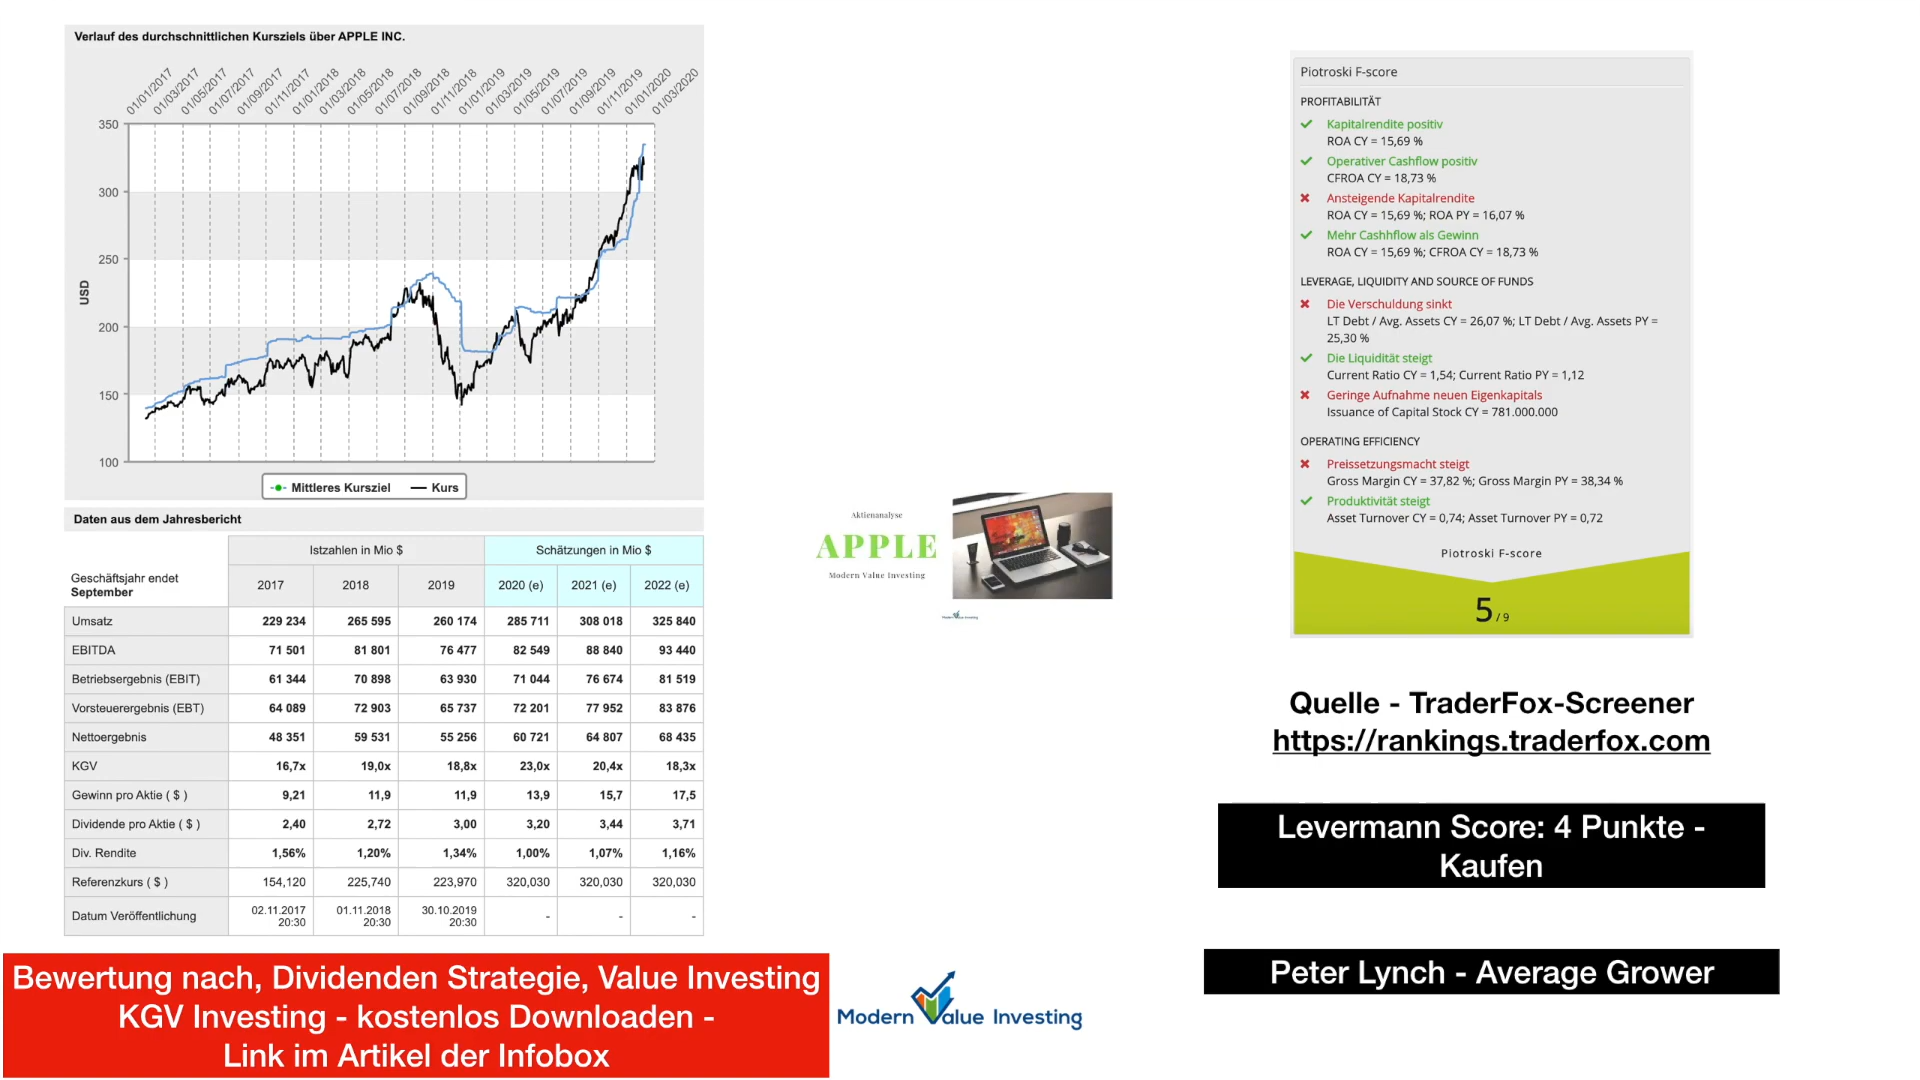 Verlauf des durchschnittlichen Kursziels über APPLE INC.
01/01/2017
01/03/2017
01/05/2017
01/07/2017
01/09/2017
01/11/2017
01/01/2018
01/03/2018
01/05/2018
01/07/2018
01/09/2018
01/11/2018
01/01/2019
01/03/2019
01/05/2019
01/07/2019
01/09/2019
01/11/2019
01/01/2020
01/03/2020
350
300
250
200
150
100
USD
Mittleres Kursziel Kurs
Daten aus dem Jahresbericht
Istzahlen in Mio $ Schätzungen in Mio $
Geschäftsjahr endet
September
2017 2018 2019 2020 (e) 2021 (e) 2022 (e)
Umsatz 229 234 265 595 260 174 285 711 308 018 325 840
EBITDA 71 501 81 801 76 477 82 549 88 840 93 440
Betriebsergebnis (EBIT) 61 344 70 898 63 930 71 044 76 674 81 519
Vorsteuerergebnis (EBT) 64 089 72 903 65 737 72 201 77 952 83 876
Nettoergebnis 48 351 59 531 55 256 60 721 64 807 68 435
KGV 16,7x 19,0x 18,8x 23,0x 20,4x 18,3x
Gewinn pro Aktie ( $ ) 9,21 11,9 11,9 13,9 15,7 17,5
Dividende pro Aktie ( $ ) 2,40 2,72 3,00 3,20 3,44 3,71
Div. Rendite 1,56% 1,20% 1,34% 1,00% 1,07% 1,16%
Referenzkurs ( $ ) 154,120 225,740 223,970 320,030 320,030 320,030
Datum Veröffentlichung 02.11.2017 20:30 01.11.2018 20:30 30.10.2019 20:30 - - -
Bewertung nach, Dividenden Strategie, Value Investing
KGV Investing - kostenlos Downloaden -
Link im Artikel der Infobox
Aktienanalyse
APPLE
Modern Value Investing
Modern Value Investing
Modern Value Investing
Piotroski F-score
PROFITABILITÄT
Kapitalrendite positiv
ROA CY = 15,69 %
Operativer Cashflow positiv
CFROA CY = 18,73 %
Ansteigende Kapitalrendite
ROA CY = 15,69 %; ROA PY = 16,07 %
Mehr Cashhflow als Gewinn
ROA CY = 15,69 %; CFROA CY = 18,73 %
LEVERAGE, LIQUIDITY AND SOURCE OF FUNDS
Die Verschuldung sinkt
LT Debt / Avg. Assets CY = 26,07 %; LT Debt / Avg. Assets PY =
25,30 %
Die Liquidität steigt
Current Ratio CY = 1,54; Current Ratio PY = 1,12
Geringe Aufnahme neuen Eigenkapitals
Issuance of Capital Stock CY = 781.000.000
OPERATING EFFICIENCY
Preissetzungsmacht steigt
Gross Margin CY = 37,82 %; Gross Margin PY = 38,34 %
Produktivität steigt
Asset Turnover CY = 0,74; Asset Turnover PY = 0,72
Piotroski F-score
5 / 9
Quelle - TraderFox-Screener
https://rankings.traderfox.com
Levermann Score: 4 Punkte -
Kaufen
Peter Lynch - Average Grower